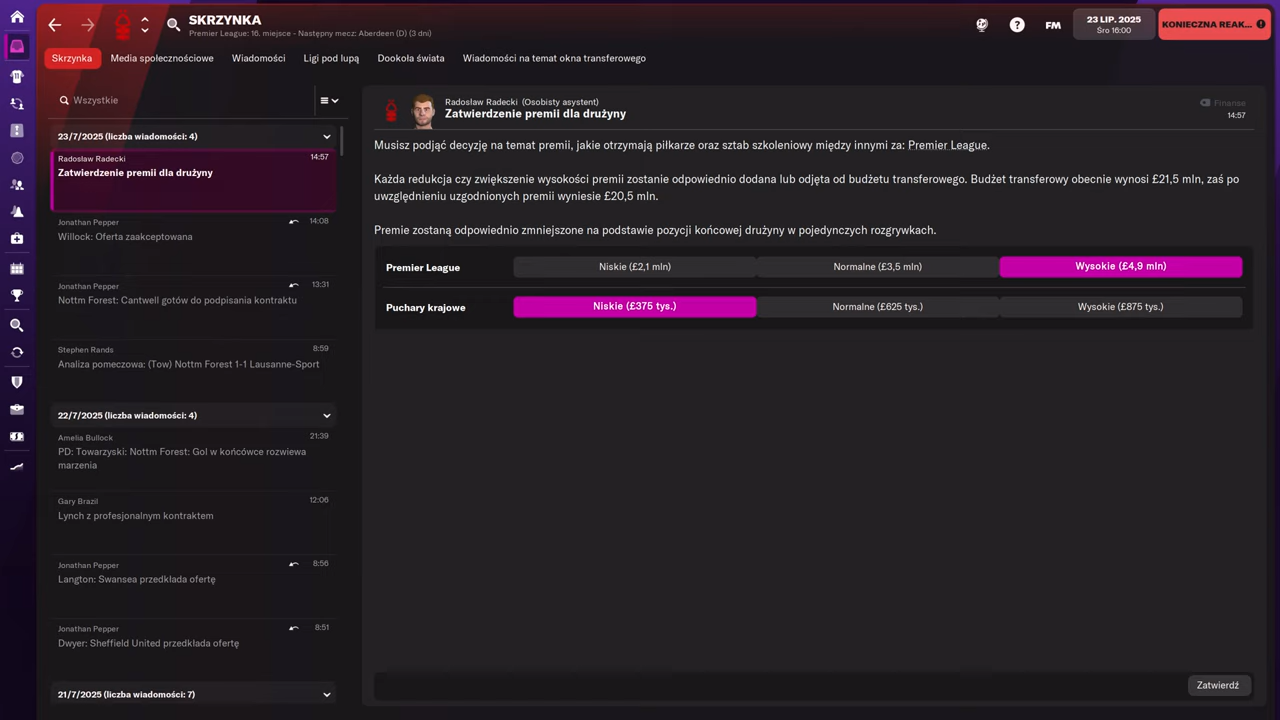 SKRZYNKA
Premier League: 16. miejsce - Następny mecz: Aberdeen (D) (3 dni)
FM
23 LIP. 2025
Śro 16:00
KONIECZNA REAK...
Skrzynka
Media społecznościowe
Wiadomości
Ligi pod lupą
Dookoła świata
Wiadomości na temat okna transferowego
Wszystkie
23/7/2025 (liczba wiadomości: 4)
Radoslaw Radecki
14:57
Zatwierdzenie premii dla drużyny
Jonathan Pepper
14:08
Willock: Oferta zaakceptowana
Jonathan Pepper
13:31
Nottm Forest: Cantwell gotów do podpisania kontraktu
Stephen Rands
8:59
Analiza pomeczowa: (Tow) Nottm Forest 1-1 Lausanne-Sport
22/7/2025 (liczba wiadomości: 4)
Amelia Bullock
21:39
PD: Towarzyski: Nottm Forest: Gol w końcówce rozwiewa
marzenia
Gary Brazil
12:06
Lynch z profesjonalnym kontraktem
Jonathan Pepper
8:56
Langton: Swansea przedkłada ofertę
Jonathan Pepper
8:51
Dwyer: Sheffield United przedkłada ofertę
21/7/2025 (liczba wiadomości: 7)
Radoslaw Radecki (Osobisty asystent)
Zatwierdzenie premii dla drużyny
Finanse
14:57
Musisz podjąć decyzję na temat premii, jakie otrzymają piłkarze oraz sztab szkoleniowy między innymi za: Premier League.
Każda redukcja czy zwiększenie wysokości premii zostanie odpowiednio dodana lub odjęta od budżetu transferowego. Budżet transferowy obecnie wynosi £21,5 mln, zaś po
uwzględnieniu uzgodnionych premii wyniesie £20,5 mln.
Premie zostaną odpowiednio zmniejszone na podstawie pozycji końcowej drużyny w pojedynczych rozgrywkach.
Premier League
Niskie (£2,1 mln)
Normalne (£3,5 mln)
Wysokie (£4,9 mln)
Puchary krajowe
Niskie (£375 tys.)
Normalne (£625 tys.)
Wysokie (£875 tys.)
Zatwierdź